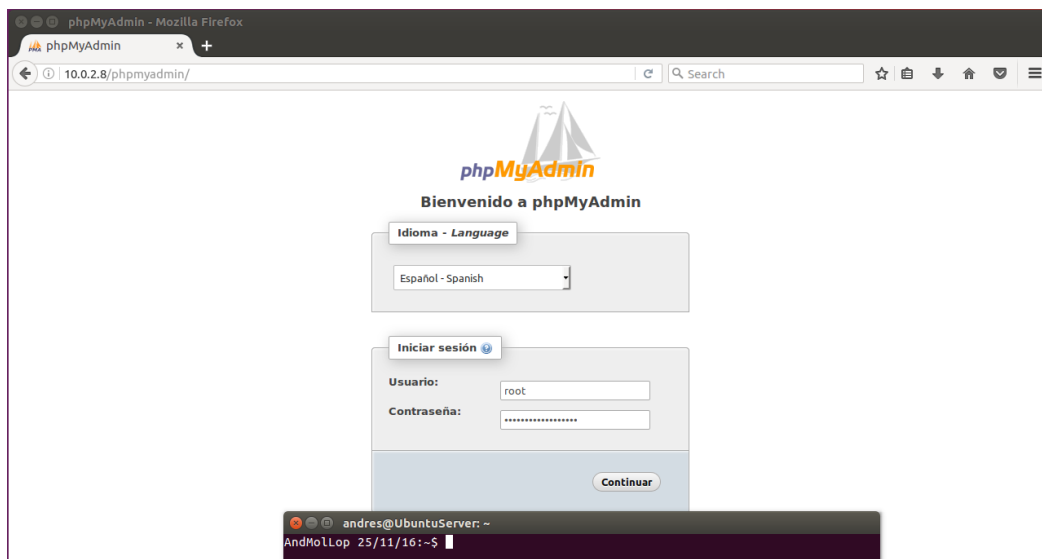 phpMyAdmin - Mozilla Firefox
phpMyAdmin
10.0.2.8/phpmyadmin/
Search
phpMyAdmin
Bienvenido a phpMyAdmin
Idioma - Language
Español - Spanish
Iniciar sesión
Usuario:
root
Contraseña:
••••••••••••••••••
Continuar
andres@UbuntuServer: ~
AndMolLop 25/11/16:~$